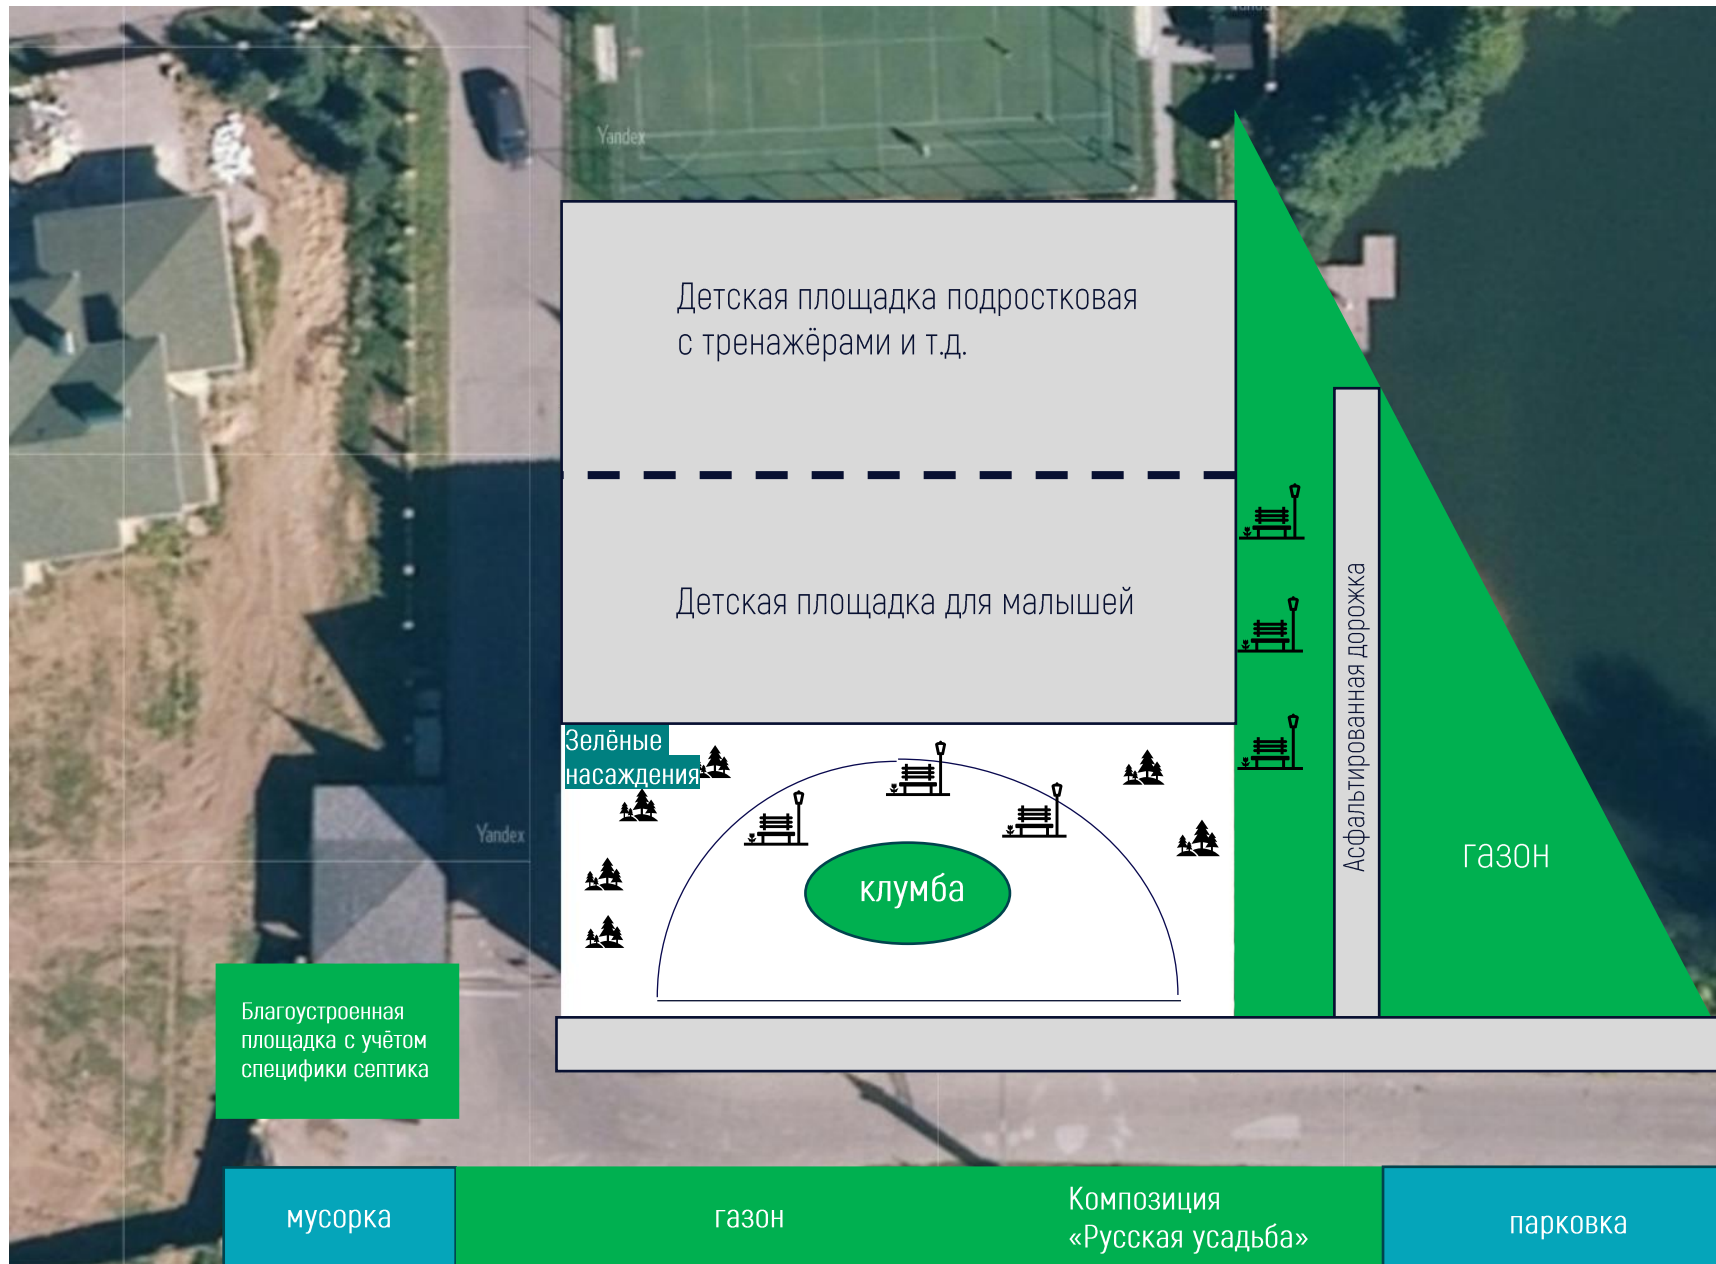 Yandex
Детская площадка подростковая
с тренажёрами и т.д.
Детская площадка для малышей
Асфальтированная дорожка
газон
Зелёные
насаждения
Yandex
клумба
Благоустроенная
площадка с учётом
специфики септика
мусорка
газон
Композиция
«Русская усадьба»
парковка